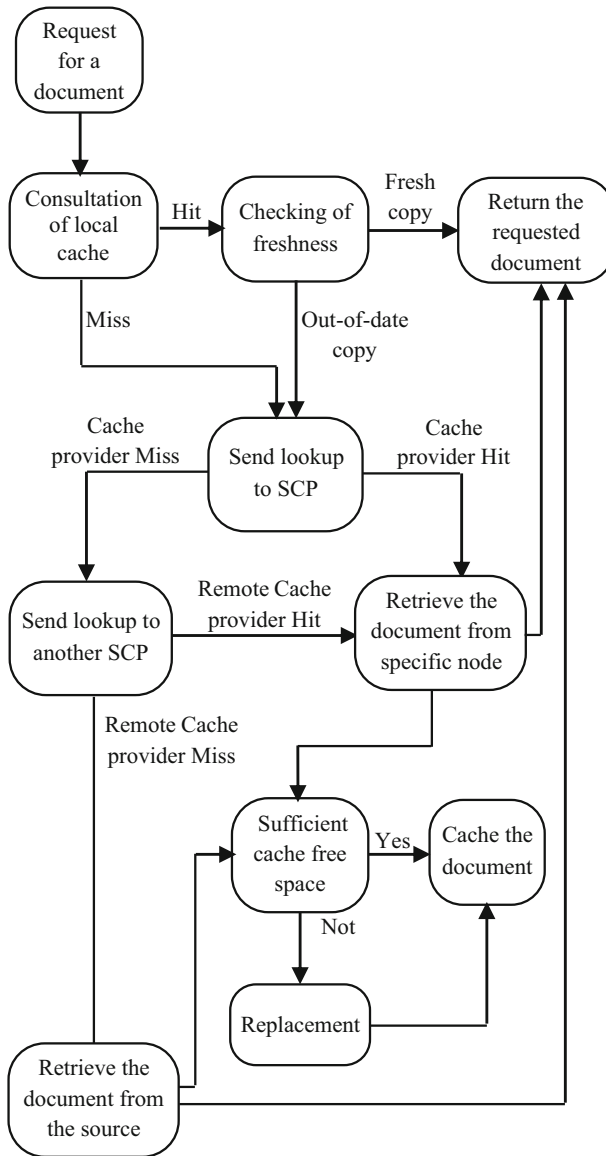 Request
for a
document
Consultation
of local
cache
Hit
Checking of
freshness
Fresh
copy
Return the
requested
document
Miss
Out-of-date
copy
Cache
provider Miss
Send lookup
to SCP
Cache
provider Hit
Send lookup to
another SCP
Remote Cache
provider Hit
Retrieve the
document from
specific node
Remote Cache
provider Miss
Sufficient
cache free
space
Yes
Cache the
document
Not
Replacement
Retrieve the
document from
the source